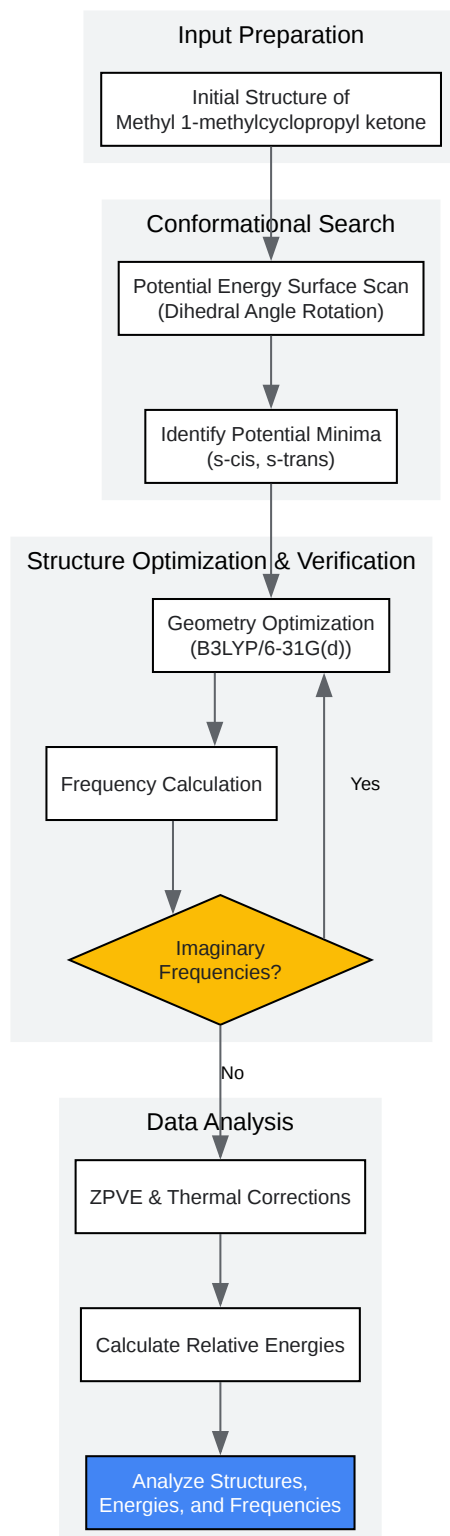 Input Preparation
Initial Structure of
Methyl 1-methylcyclopropyl ketone
Conformational Search
Potential Energy Surface Scan
(Dihedral Angle Rotation)
Identify Potential Minima
(s-cis, s-trans)
Structure Optimization & Verification
Geometry Optimization
(B3LYP/6-31G(d))
Frequency Calculation
Yes
Imaginary
Frequencies?
No
Data Analysis
ZPVE & Thermal Corrections
Calculate Relative Energies
Analyze Structures,
Energies, and Frequencies